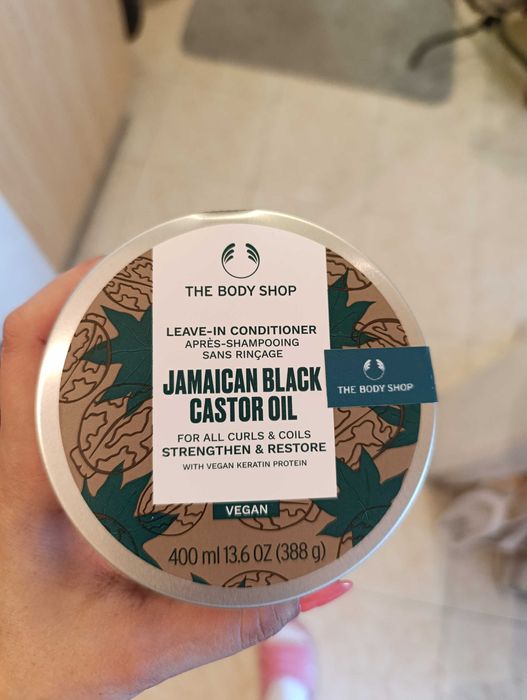 THE BODY SHOP
LEAVE-IN CONDITIONER
APRÈS-SHAMPOOING
SANS RINÇAGE
JAMAICAN BLACK
CASTOR OIL
FOR ALL CURLS & COILS
STRENGTHEN & RESTORE
WITH VEGAN KERATIN PROTEIN
VEGAN
400 ml 13.6 OZ (388 g)
THE BODY SHOP